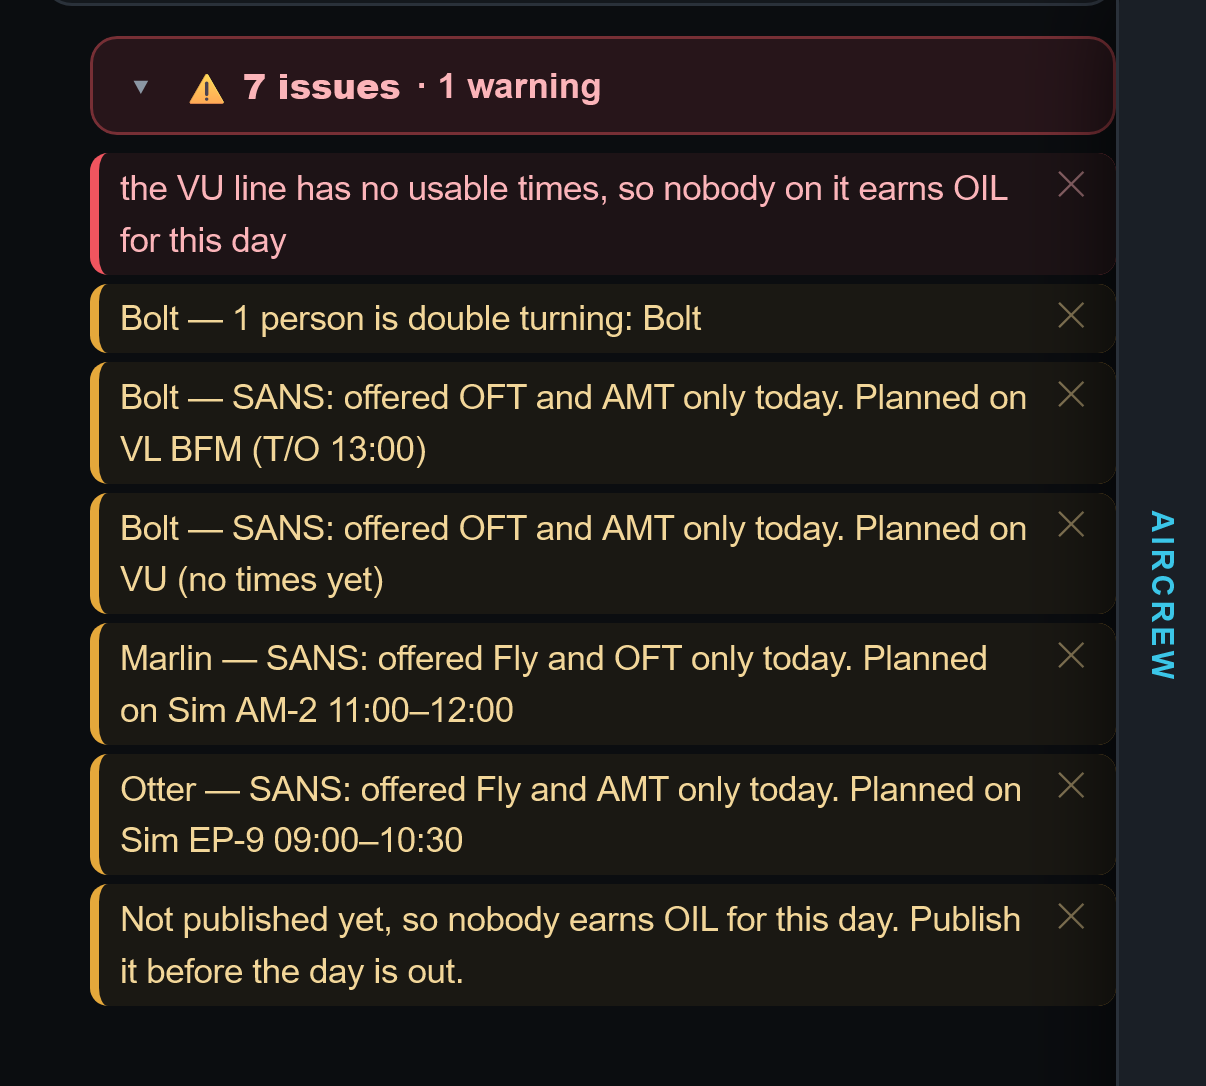 ▼ ⚠ 7 issues · 1 warning
the VU line has no usable times, so nobody on it earns OIL
for this day
Bolt — 1 person is double turning: Bolt
Bolt — SANS: offered OFT and AMT only today. Planned on
VL BFM (T/O 13:00)
Bolt — SANS: offered OFT and AMT only today. Planned on
VU (no times yet)
Marlin — SANS: offered Fly and OFT only today. Planned
on Sim AM-2 11:00–12:00
Otter — SANS: offered Fly and AMT only today. Planned on
Sim EP-9 09:00–10:30
Not published yet, so nobody earns OIL for this day. Publish
it before the day is out.
AIRCREW